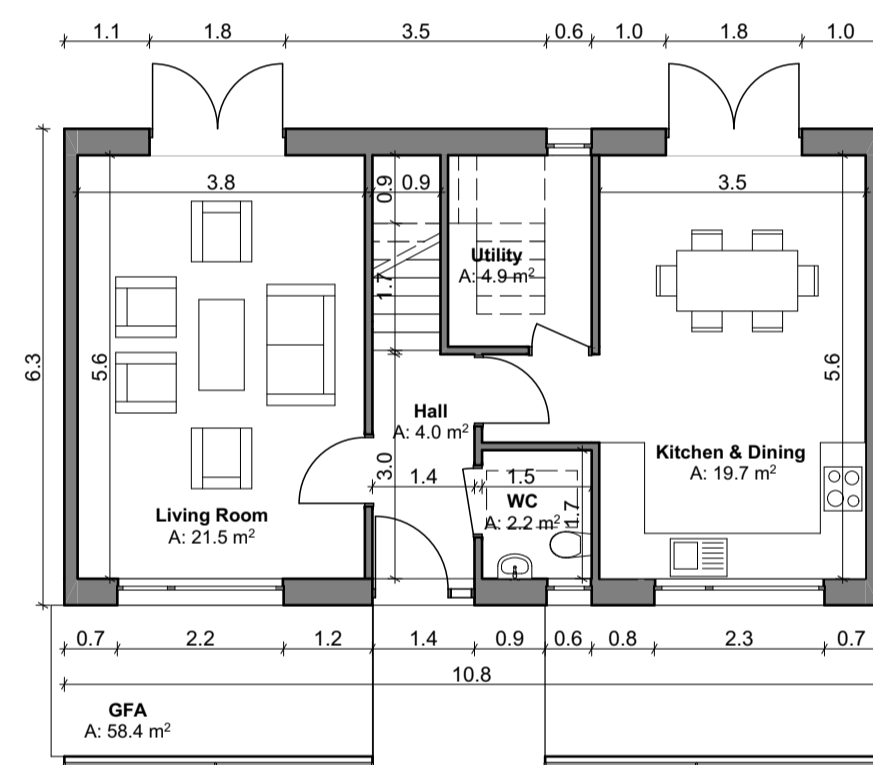 1.1 1.8 3.5 0.6 1.0 1.8 1.0
3.8 0.9 0.9 3.5
Utility
A: 4.9 m²
1.7
6.3 5.6 5.6
Hall
A: 4.0 m²
Kitchen & Dining
A: 19.7 m²
3.0 1.4 1.5
WC
A: 2.2 m²
1.7
Living Room
A: 21.5 m²
0.7 2.2 1.2 1.4 0.9 0.6 0.8 2.3 0.7
10.8
GFA
A: 58.4 m²